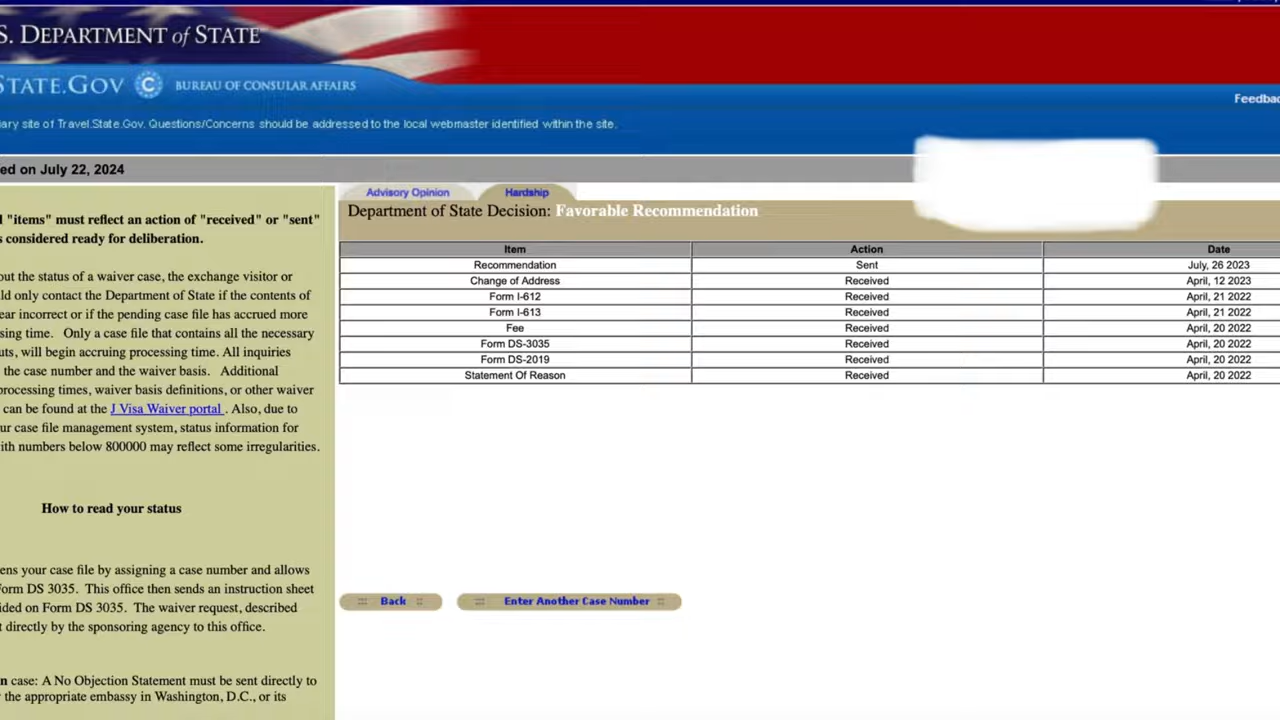 S. DEPARTMENT of STATE
STATE.GOV C BUREAU OF CONSULAR AFFAIRS
Feedbac
iary site of Travel.State.Gov. Questions/Concerns should be addressed to the local webmaster identified within the site.
ed on July 22, 2024
Advisory Opinion Hardship
Department of State Decision: Favorable Recommendation
Item Action Date
Recommendation Sent July, 26 2023
Change of Address Received April, 12 2023
Form I-612 Received April, 21 2022
Form I-613 Received April, 21 2022
Fee Received April, 20 2022
Form DS-3035 Received April, 20 2022
Form DS-2019 Received April, 20 2022
Statement Of Reason Received April, 20 2022
l "items" must reflect an action of "received" or "sent"
s considered ready for deliberation.
out the status of a waiver case, the exchange visitor or
ld only contact the Department of State if the contents of
ear incorrect or if the pending case file has accrued more
sing time. Only a case file that contains all the necessary
uts, will begin accruing processing time. All inquiries
the case number and the waiver basis. Additional
processing times, waiver basis definitions, or other waiver
can be found at the J Visa Waiver portal . Also, due to
ur case file management system, status information for
ith numbers below 800000 may reflect some irregularities.
How to read your status
ens your case file by assigning a case number and allows
Form DS 3035. This office then sends an instruction sheet
ided on Form DS 3035. The waiver request, described
t directly by the sponsoring agency to this office.
n case: A No Objection Statement must be sent directly to
y the appropriate embassy in Washington, D.C., or its
Back Enter Another Case Number